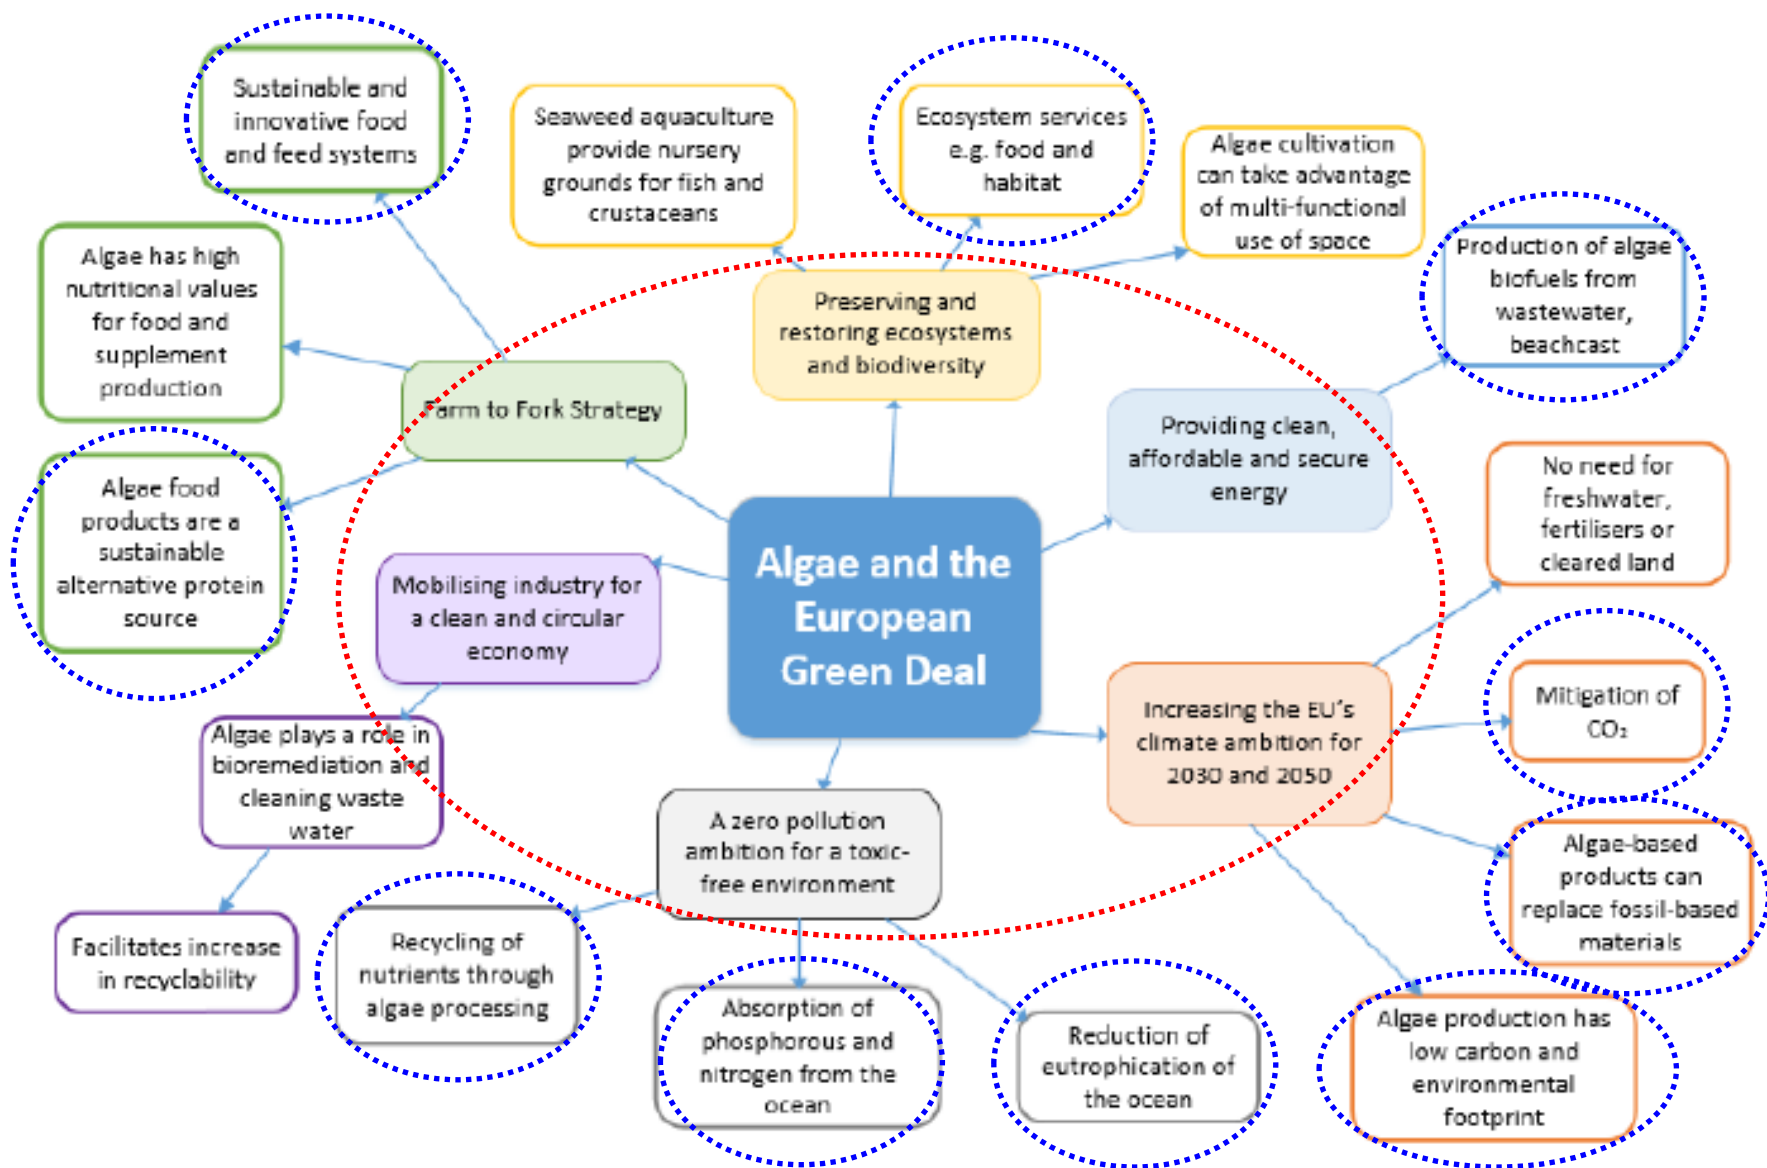 Sustainable and
innovative food
and feed systems
Seaweed aquaculture
provide nursery
grounds for fish and
crustaceans
Ecosystem services
e.g. food and
habitat
Algae cultivation
can take advantage
of multi-functional
use of space
Production of algae
biofuels from
wastewater,
beachcast
Algae has high
nutritional values
for food and
supplement
production
Preserving and
restoring ecosystems
and biodiversity
Farm to Fork Strategy
Providing clean,
affordable and secure
energy
No need for
freshwater,
fertilisers or
cleared land
Algae food
products are a
sustainable
alternative protein
source
Mobilising industry for
a clean and circular
economy
Algae and the
European
Green Deal
Increasing the EU's
climate ambition for
2030 and 2050
Mitigation of
CO₂
Algae plays a role in
bioremediation and
cleaning waste
water
A zero pollution
ambition for a toxic-
free environment
Algae-based
products can
replace fossil-based
materials
Facilitates increase
in recyclability
Recycling of
nutrients through
algae processing
Absorption of
phosphorous and
nitrogen from the
ocean
Reduction of
eutrophication of
the ocean
Algae production has
low carbon and
environmental
footprint